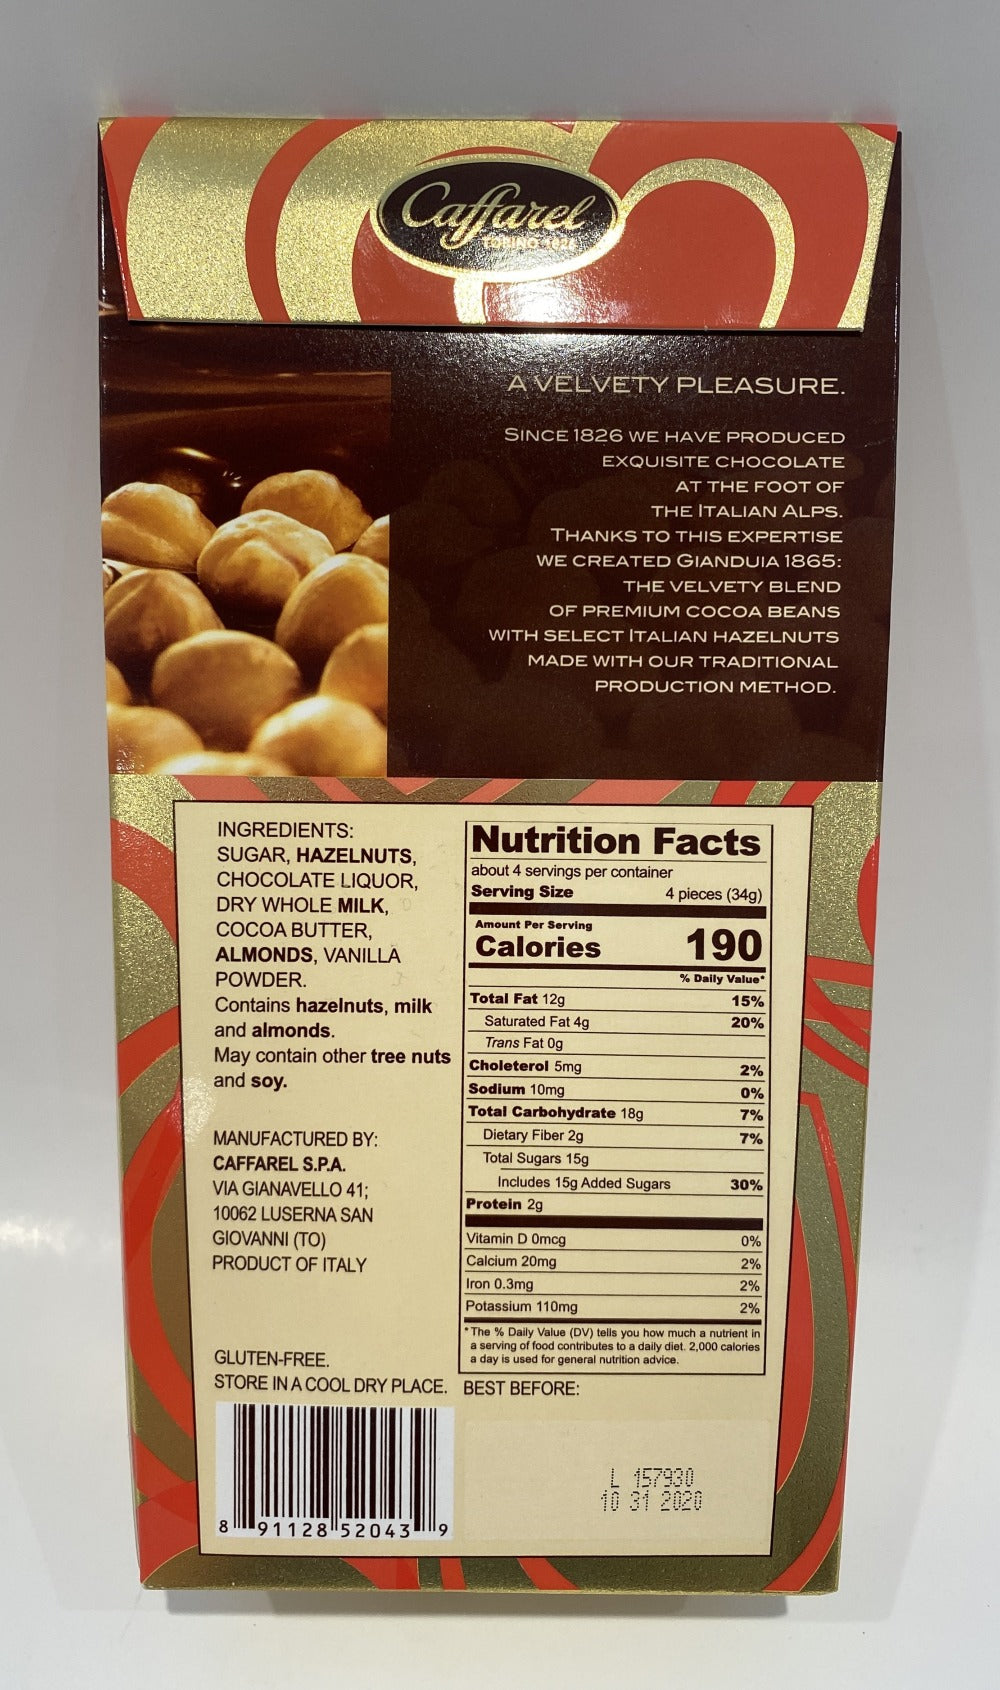 Caffarel
TORINO 1826
A VELVETY PLEASURE.
SINCE 1826 WE HAVE PRODUCED
EXQUISITE CHOCOLATE
AT THE FOOT OF
THE ITALIAN ALPS.
THANKS TO THIS EXPERTISE
WE CREATED GIANDUIA 1865:
THE VELVETY BLEND
OF PREMIUM COCOA BEANS
WITH SELECT ITALIAN HAZELNUTS
MADE WITH OUR TRADITIONAL
PRODUCTION METHOD.
INGREDIENTS:
SUGAR, HAZELNUTS,
CHOCOLATE LIQUOR,
DRY WHOLE MILK,
COCOA BUTTER,
ALMONDS, VANILLA
POWDER.
Contains hazelnuts, milk
and almonds.
May contain other tree nuts
and soy.
MANUFACTURED BY:
CAFFAREL S.P.A.
VIA GIANAVELLO 41;
10062 LUSERNA SAN
GIOVANNI (TO)
PRODUCT OF ITALY
GLUTEN-FREE.
STORE IN A COOL DRY PLACE.
Nutrition Facts
about 4 servings per container
Serving Size 4 pieces (34g)
Amount Per Serving
Calories 190
% Daily Value*
Total Fat 12g 15%
Saturated Fat 4g 20%
Trans Fat 0g
Choleterol 5mg 2%
Sodium 10mg 0%
Total Carbohydrate 18g 7%
Dietary Fiber 2g 7%
Total Sugars 15g
Includes 15g Added Sugars 30%
Protein 2g
Vitamin D 0mcg 0%
Calcium 20mg 2%
Iron 0.3mg 2%
Potassium 110mg 2%
* The % Daily Value (DV) tells you how much a nutrient in
a serving of food contributes to a daily diet. 2,000 calories
a day is used for general nutrition advice.
BEST BEFORE:
L 157930
10 31 2020
8 91128 52043 9